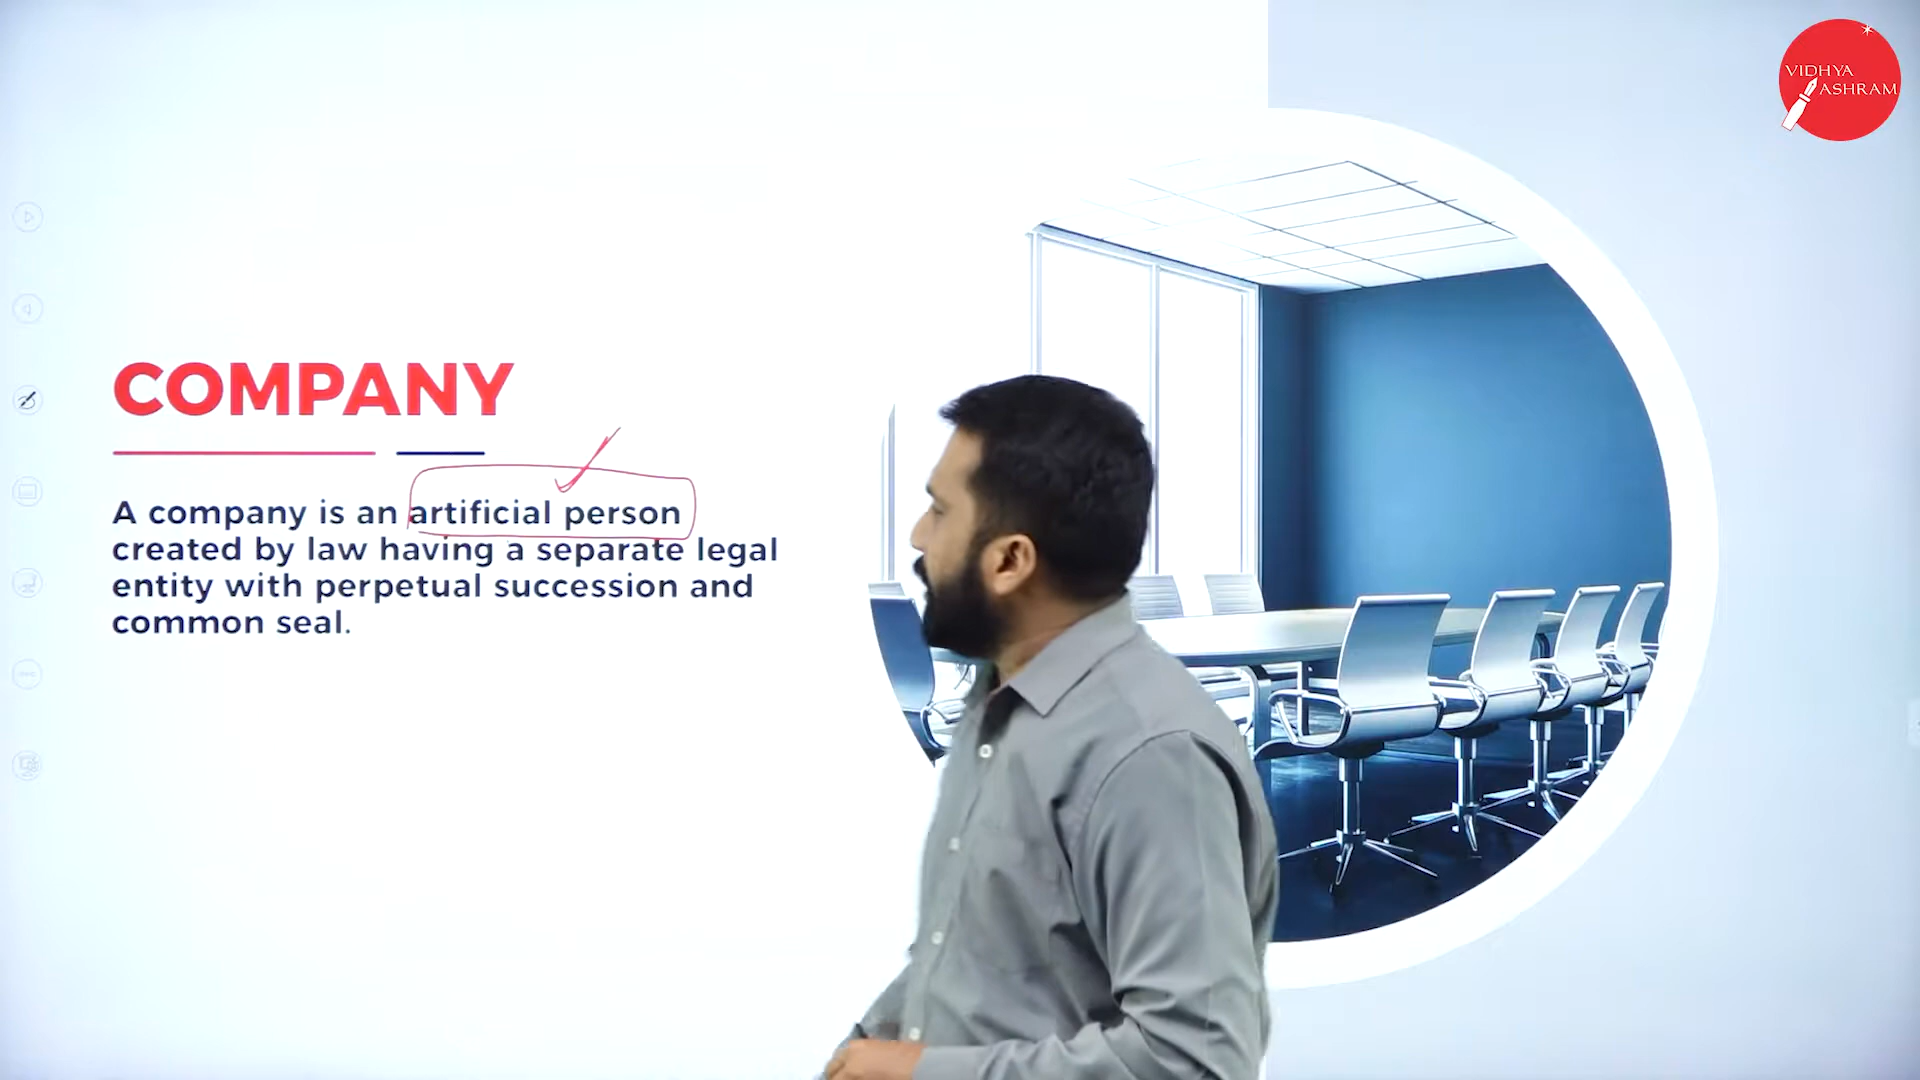 VIDHYA
ASHRAM
COMPANY
A company is an artificial person
created by law having a separate legal
entity with perpetual succession and
common seal.